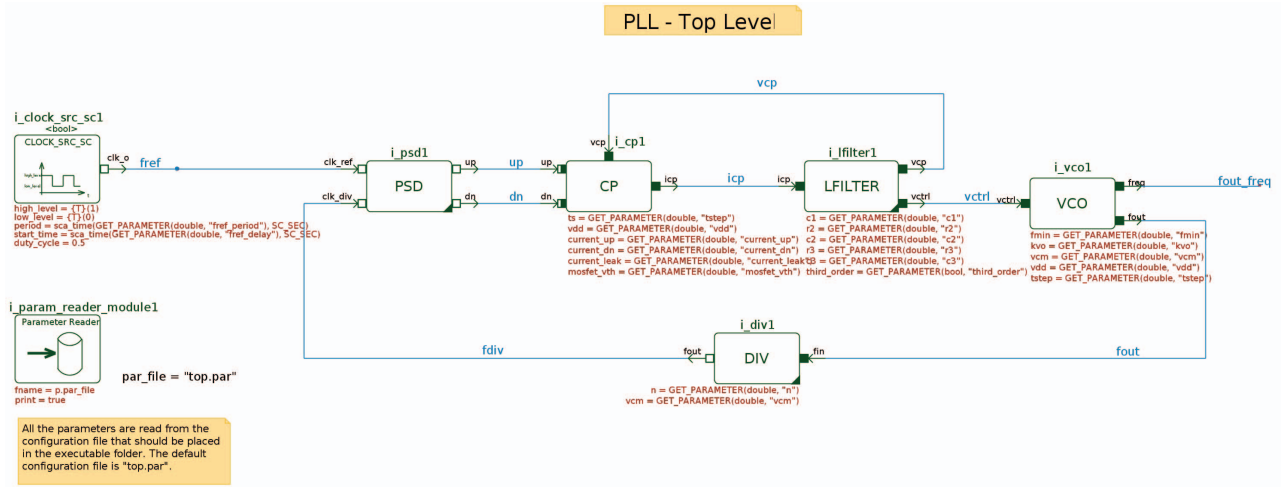 PLL - Top Level
vcp
i_clock_src_sc1
<bool>
CLOCK_SRC_SC
high_level
low_level
T
clk_o
fref
clk_ref
clk_div
i_psd1
PSD
up
dn
up
dn
up
dn
vcp
i_cp1
CP
icp
icp
icp
i_lfilter1
LFILTER
vcp
vctrl
vctrl
vctrl
i_vco1
VCO
freq
fout
fout_freq
high_level = {T}(1)
low_level = {T}(0)
period = sca_time(GET_PARAMETER(double, "fref_period"), SC_SEC)
start_time = sca_time(GET_PARAMETER(double, "fref_delay"), SC_SEC)
duty_cycle = 0.5
ts = GET_PARAMETER(double, "tstep")
vdd = GET_PARAMETER(double, "vdd")
current_up = GET_PARAMETER(double, "current_up")
current_dn = GET_PARAMETER(double, "current_dn")
current_leak = GET_PARAMETER(double, "current_leak")
mosfet_vth = GET_PARAMETER(double, "mosfet_vth")
c1 = GET_PARAMETER(double, "c1")
r2 = GET_PARAMETER(double, "r2")
c2 = GET_PARAMETER(double, "c2")
r3 = GET_PARAMETER(double, "r3")
c3 = GET_PARAMETER(double, "c3")
third_order = GET_PARAMETER(bool, "third_order")
fmin = GET_PARAMETER(double, "fmin")
kvo = GET_PARAMETER(double, "kvo")
vcm = GET_PARAMETER(double, "vcm")
vdd = GET_PARAMETER(double, "vdd")
tstep = GET_PARAMETER(double, "tstep")
i_param_reader_module1
Parameter Reader
fname = p.par_file
print = true
par_file = "top.par"
fdiv
i_div1
fout
DIV
fin
fout
n = GET_PARAMETER(double, "n")
vcm = GET_PARAMETER(double, "vcm")
All the parameters are read from the
configuration file that should be placed
in the executable folder. The default
configuration file is "top.par".